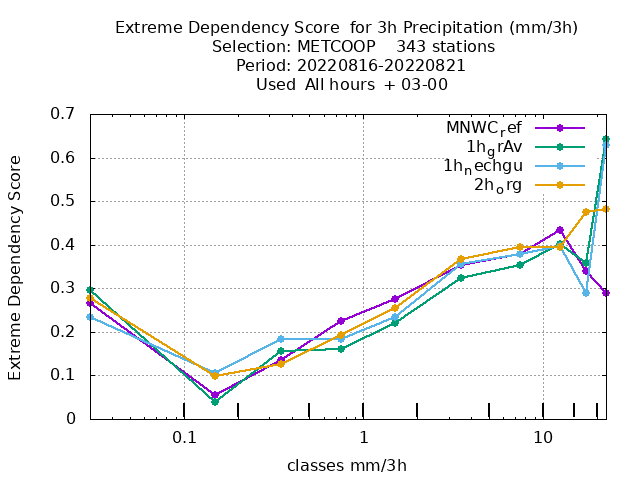 Extreme Dependency Score  for 3h Precipitation (mm/3h)
Selection: METCOOP    343 stations
Period: 20220816-20220821
Used  All hours  + 03-00
MNWC_ref
1h_grAv
1h_nechgu
2h_org
Extreme Dependency Score
0.7
0.6
0.5
0.4
0.3
0.2
0.1
0
0.1 1 10
classes mm/3h